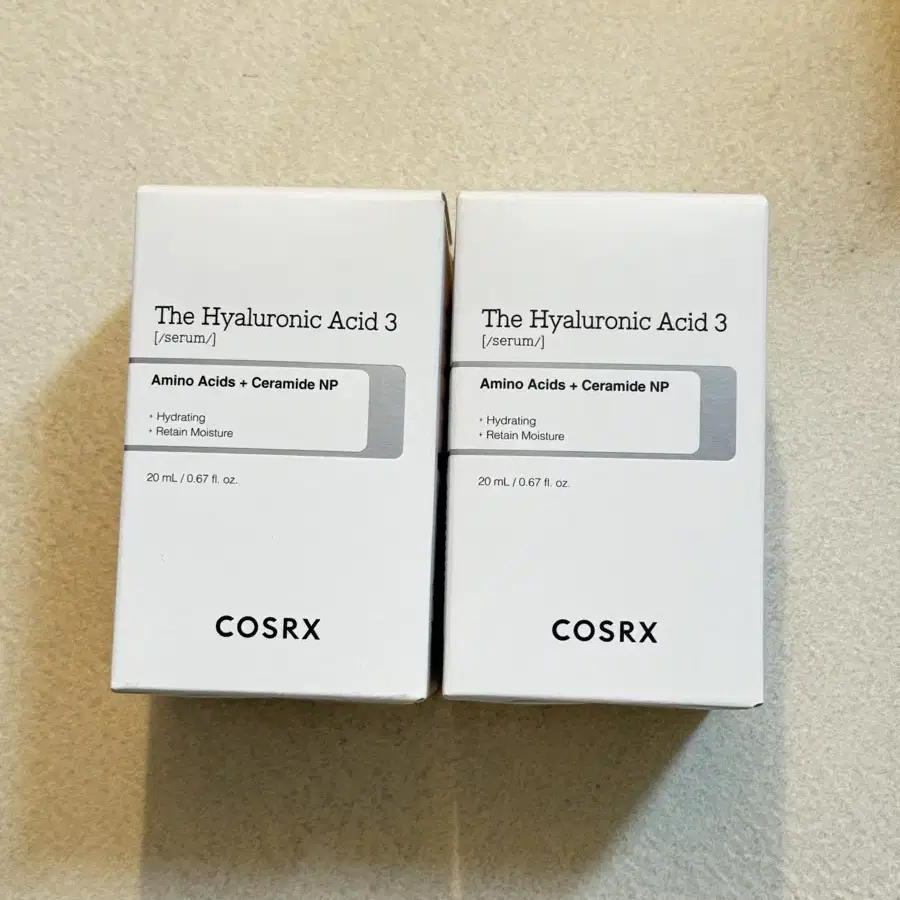 The Hyaluronic Acid 3
[/serum/]
Amino Acids + Ceramide NP
+ Hydrating
+ Retain Moisture
20 mL / 0.67 fl. oz.
COSRX
The Hyaluronic Acid 3
[/serum/]
Amino Acids + Ceramide NP
+ Hydrating
+ Retain Moisture
20 mL / 0.67 fl. oz.
COSRX